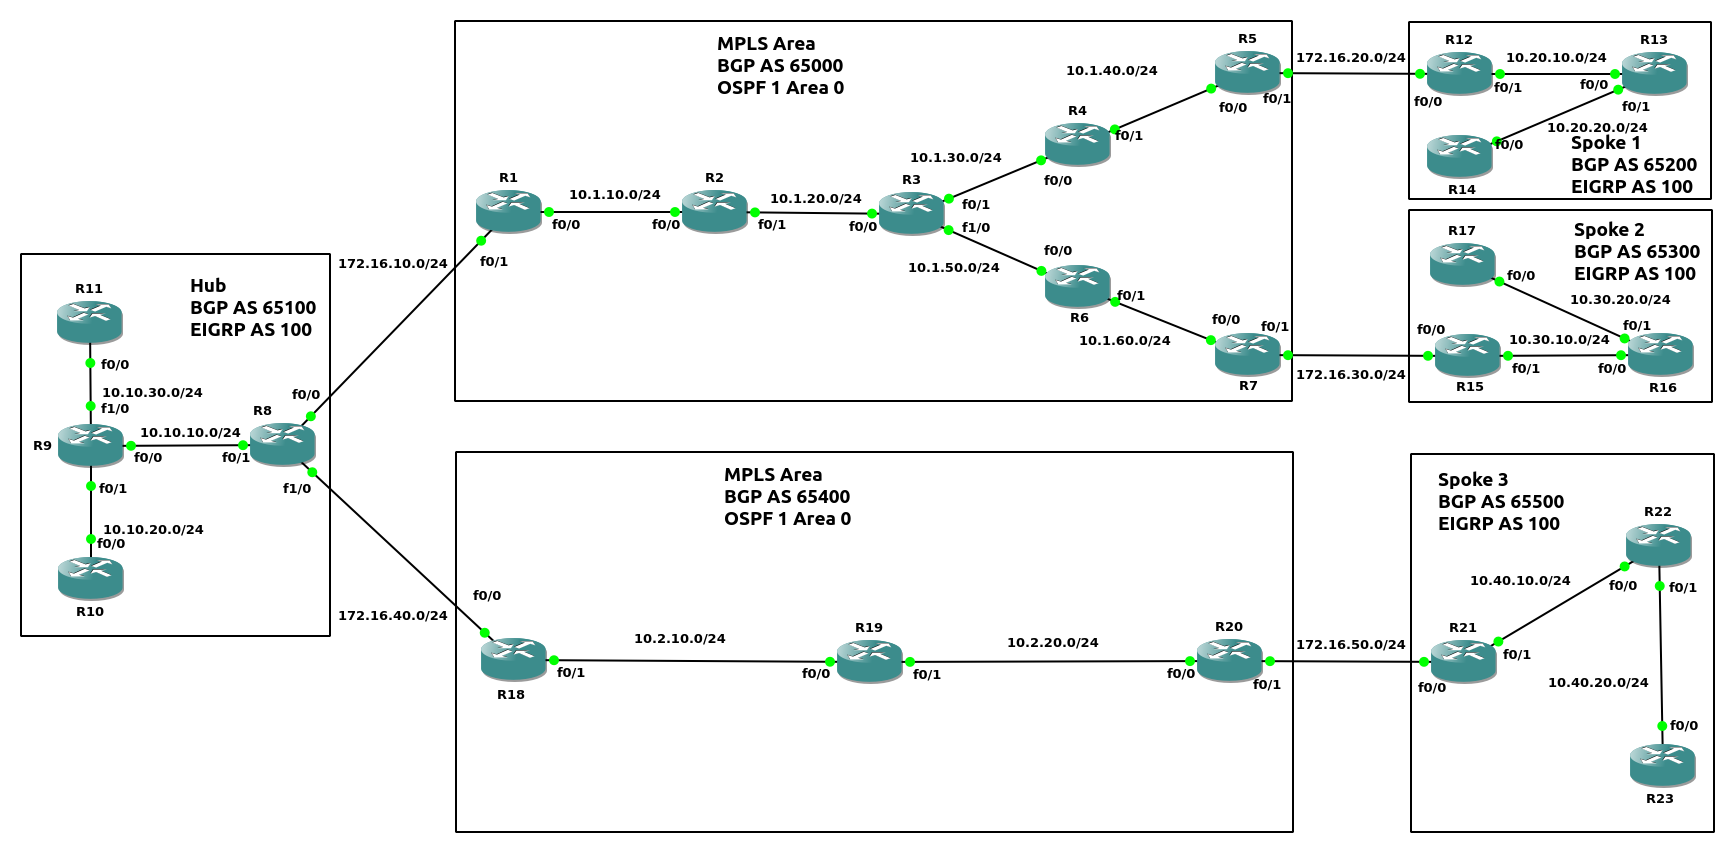 MPLS Area
BGP AS 65000
OSPF 1 Area 0
R1
f0/0
f0/1
10.1.10.0/24
R2
f0/0
f0/1
10.1.20.0/24
R3
f0/0
f0/1
f1/0
10.1.30.0/24
R4
f0/0
f0/1
10.1.40.0/24
R5
f0/0
f0/1
10.1.50.0/24
R6
f0/0
f0/1
10.1.60.0/24
R7
f0/0
f0/1
172.16.20.0/24
R12
f0/0
f0/1
10.20.10.0/24
R13
f0/0
f0/1
10.20.20.0/24
R14
f0/0
Spoke 1
BGP AS 65200
EIGRP AS 100
172.16.30.0/24
Spoke 2
BGP AS 65300
EIGRP AS 100
R17
f0/0
10.30.20.0/24
R15
f0/0
f0/1
10.30.10.0/24
R16
f0/0
f0/1
172.16.10.0/24
Hub
BGP AS 65100
EIGRP AS 100
R11
f0/0
10.10.30.0/24
R9
f1/0
f0/0
f0/1
10.10.10.0/24
R8
f0/0
f0/1
f1/0
10.10.20.0/24
f0/0
R10
172.16.40.0/24
MPLS Area
BGP AS 65400
OSPF 1 Area 0
R18
f0/0
f0/1
10.2.10.0/24
R19
f0/0
f0/1
10.2.20.0/24
R20
f0/0
f0/1
172.16.50.0/24
Spoke 3
BGP AS 65500
EIGRP AS 100
R21
f0/0
f0/1
10.40.10.0/24
R22
f0/0
f0/1
10.40.20.0/24
f0/0
R23